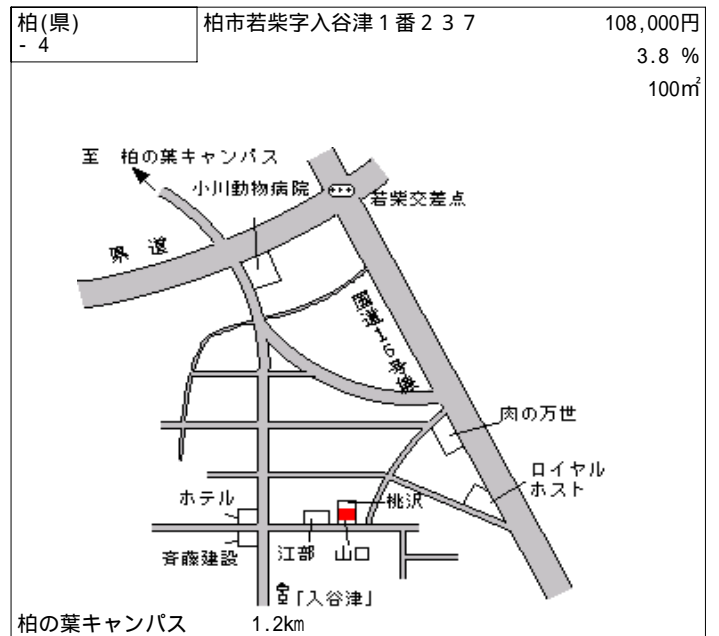 柏(県)
- 4
柏市若柴字入谷津１番２３７
108,000円
3.8 %
100㎡
至 柏の葉キャンパス
小川動物病院
若柴交差点
県道
国道16号線
肉の万世
ロイヤル
ホスト
ホテル
桃沢
斉藤建設
江部
山口
「入谷津」
柏の葉キャンパス 1.2km